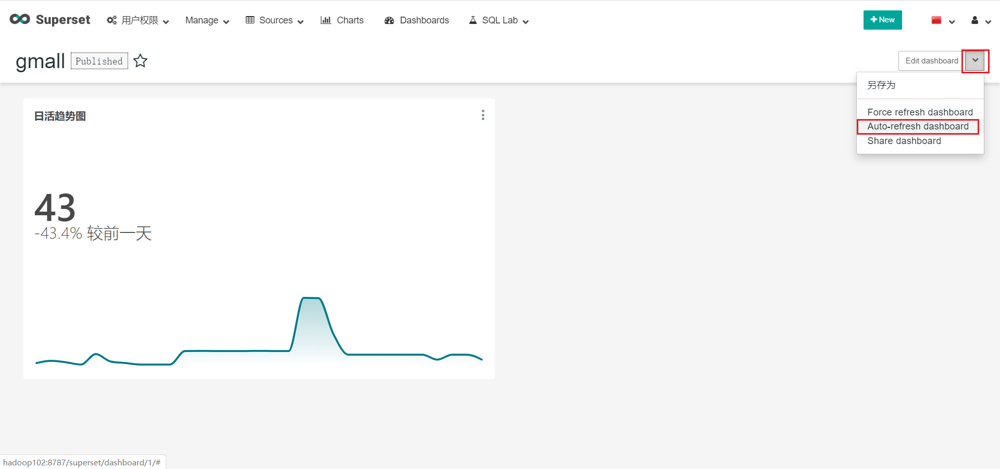 Superset 用户权限 Manage Sources Charts Dashboards SQL Lab New
gmall Published Edit dashboard
另存为
Force refresh dashboard
Auto-refresh dashboard
Share dashboard
日活趋势图
43
-43.4% 较前一天
hadoop102:8787/superset/dashboard/1/#